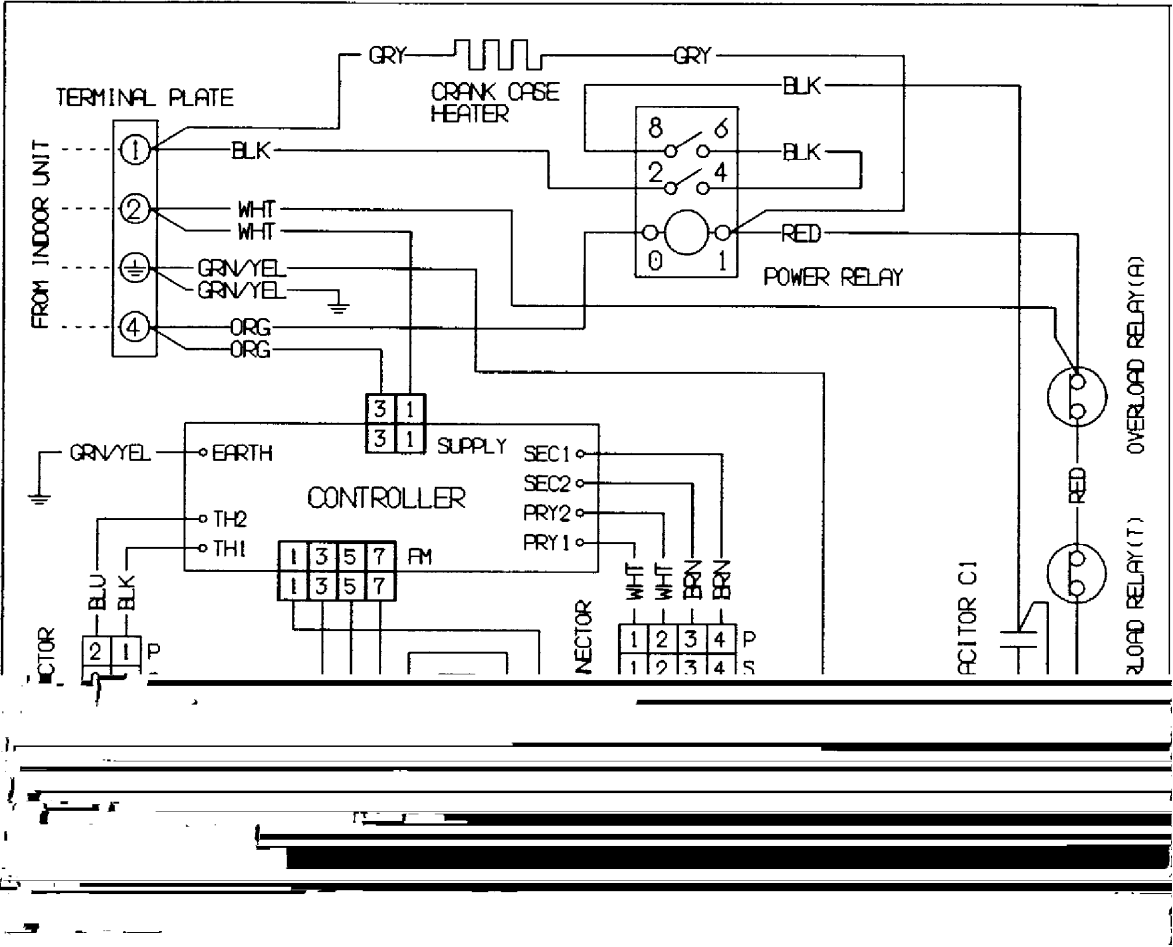 GRY
GRY
CRANK CASE
HEATER
BLK
TERMINAL PLATE
8 6
1
BLK
BLK
2 4
FROM INDOOR UNIT
2
WHT
WHT
RED
0 1
POWER RELAY
GRN/YEL
GRN/YEL
4
ORG
ORG
OVERLOAD RELAY(A)
3 1
3 1
SUPPLY
GRN/YEL
EARTH
SEC1
SEC2
CONTROLLER
RED
TH2
PRY2
TH1
PRY1
1 3 5 7 FM
1 3 5 7
BLU
BLK
WHT
WHT
BRN
BRN
2 1 P
1 2 3 4 P
1 2 3 4 S
C1
RELAY(T)